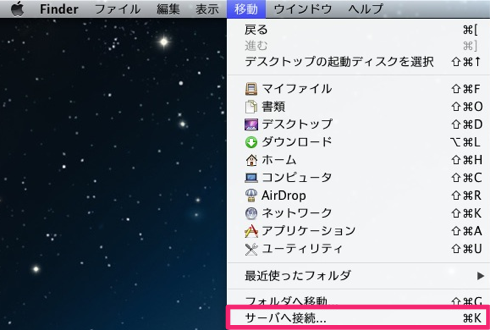 Finder ファイル 編集 表示 移動 ウインドウ ヘルプ
戻る ⌘[
進む ⌘]
デスクトップの起動ディスクを選択 ⇧⌘↑
マイファイル ⇧⌘F
書類 ⇧⌘O
デスクトップ ⇧⌘D
ダウンロード ⌥⌘L
ホーム ⇧⌘H
コンピュータ ⇧⌘C
AirDrop ⇧⌘R
ネットワーク ⇧⌘K
アプリケーション ⇧⌘A
ユーティリティ ⇧⌘U
最近使ったフォルダ ▶
フォルダへ移動... ⇧⌘G
サーバへ接続... ⌘K